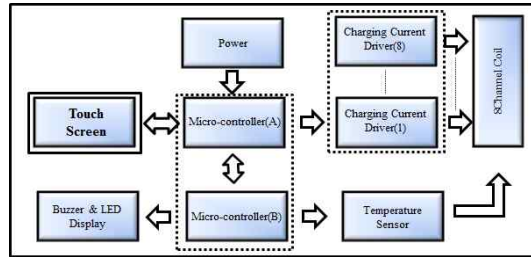 Power
Charging Current
Driver(8)
8Channel Coil
Touch
Screen
Micro-controller(A)
Charging Current
Driver(1)
Buzzer & LED
Display
Micro-controller(B)
Temperature
Sensor